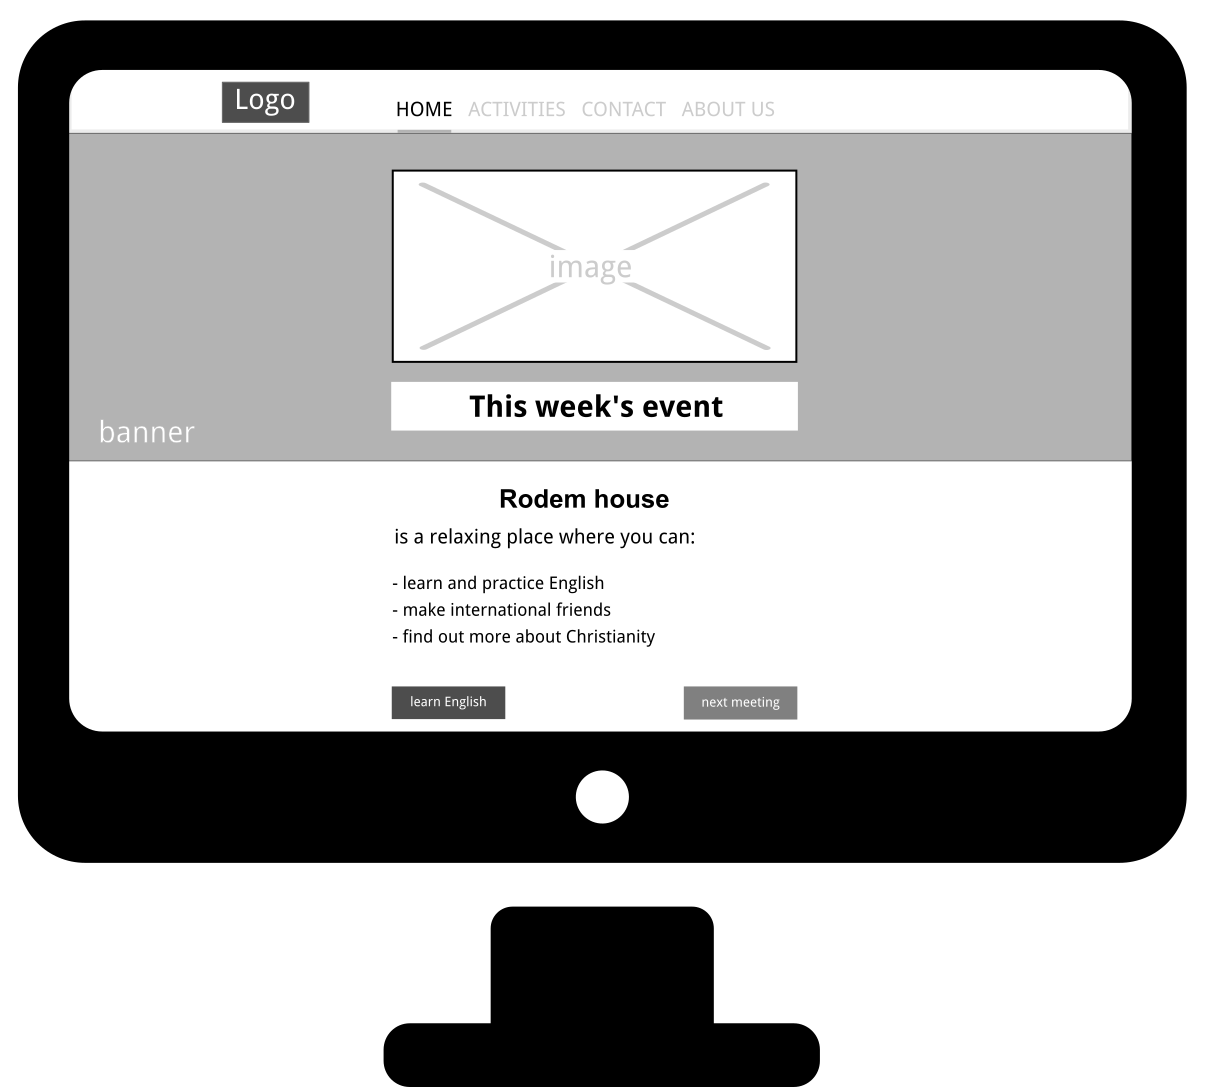 Logo
HOME ACTIVITIES CONTACT ABOUT US
image
This week's event
banner
Rodem house
is a relaxing place where you can:
- learn and practice English
- make international friends
- find out more about Christianity
learn English
next meeting